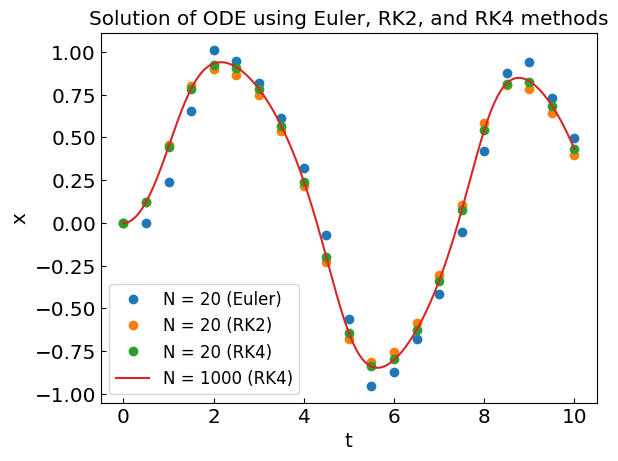 Solution of ODE using Euler, RK2, and RK4 methods
1.00
0.75
0.50
0.25
0.00
−0.25
−0.50
−0.75
−1.00
x
N = 20 (Euler)
N = 20 (RK2)
N = 20 (RK4)
N = 1000 (RK4)
0 2 4 6 8 10
t